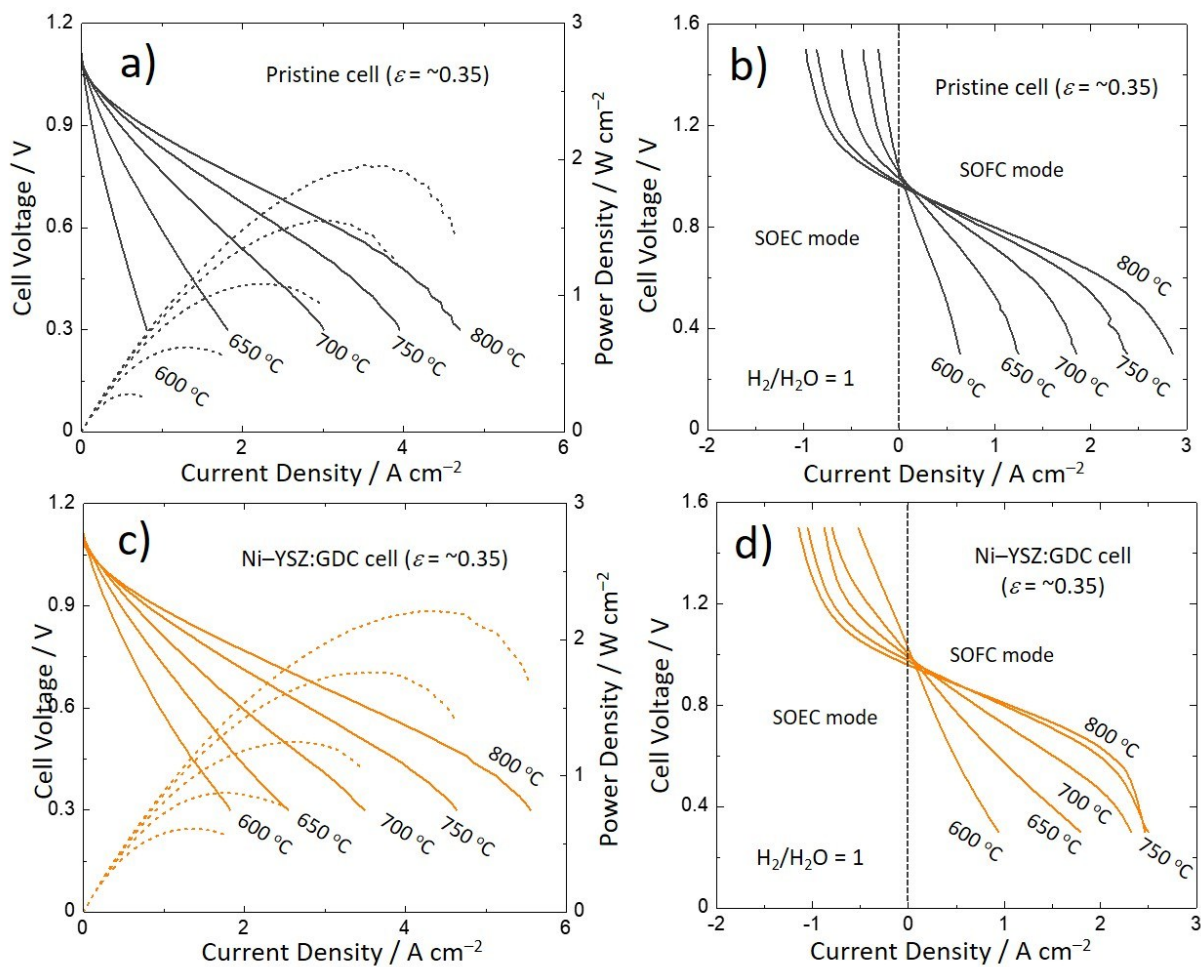 a)
Pristine cell (ε = ~0.35)
Cell Voltage / V
1.2
0.9
0.6
0.3
0
3
2
1
0
Power Density / W cm⁻²
600 °C
650 °C
700 °C
750 °C
800 °C
0 2 4 6
Current Density / A cm⁻²
b)
Pristine cell (ε = ~0.35)
Cell Voltage / V
1.6
1.2
0.8
0.4
0
SOFC mode
SOEC mode
800 °C
H₂/H₂O = 1
600 °C
650 °C
700 °C
750 °C
-2 -1 0 1 2 3
Current Density / A cm⁻²
c)
Ni–YSZ:GDC cell (ε = ~0.35)
Cell Voltage / V
1.2
0.9
0.6
0.3
0
3
2
1
0
Power Density / W cm⁻²
800 °C
600 °C
650 °C
700 °C
750 °C
0 2 4 6
Current Density / A cm⁻²
d)
Ni–YSZ:GDC cell
(ε = ~0.35)
Cell Voltage / V
1.6
1.2
0.8
0.4
0
SOFC mode
SOEC mode
800 °C
700 °C
H₂/H₂O = 1
600 °C
650 °C
750 °C
-2 -1 0 1 2 3
Current Density / A cm⁻²